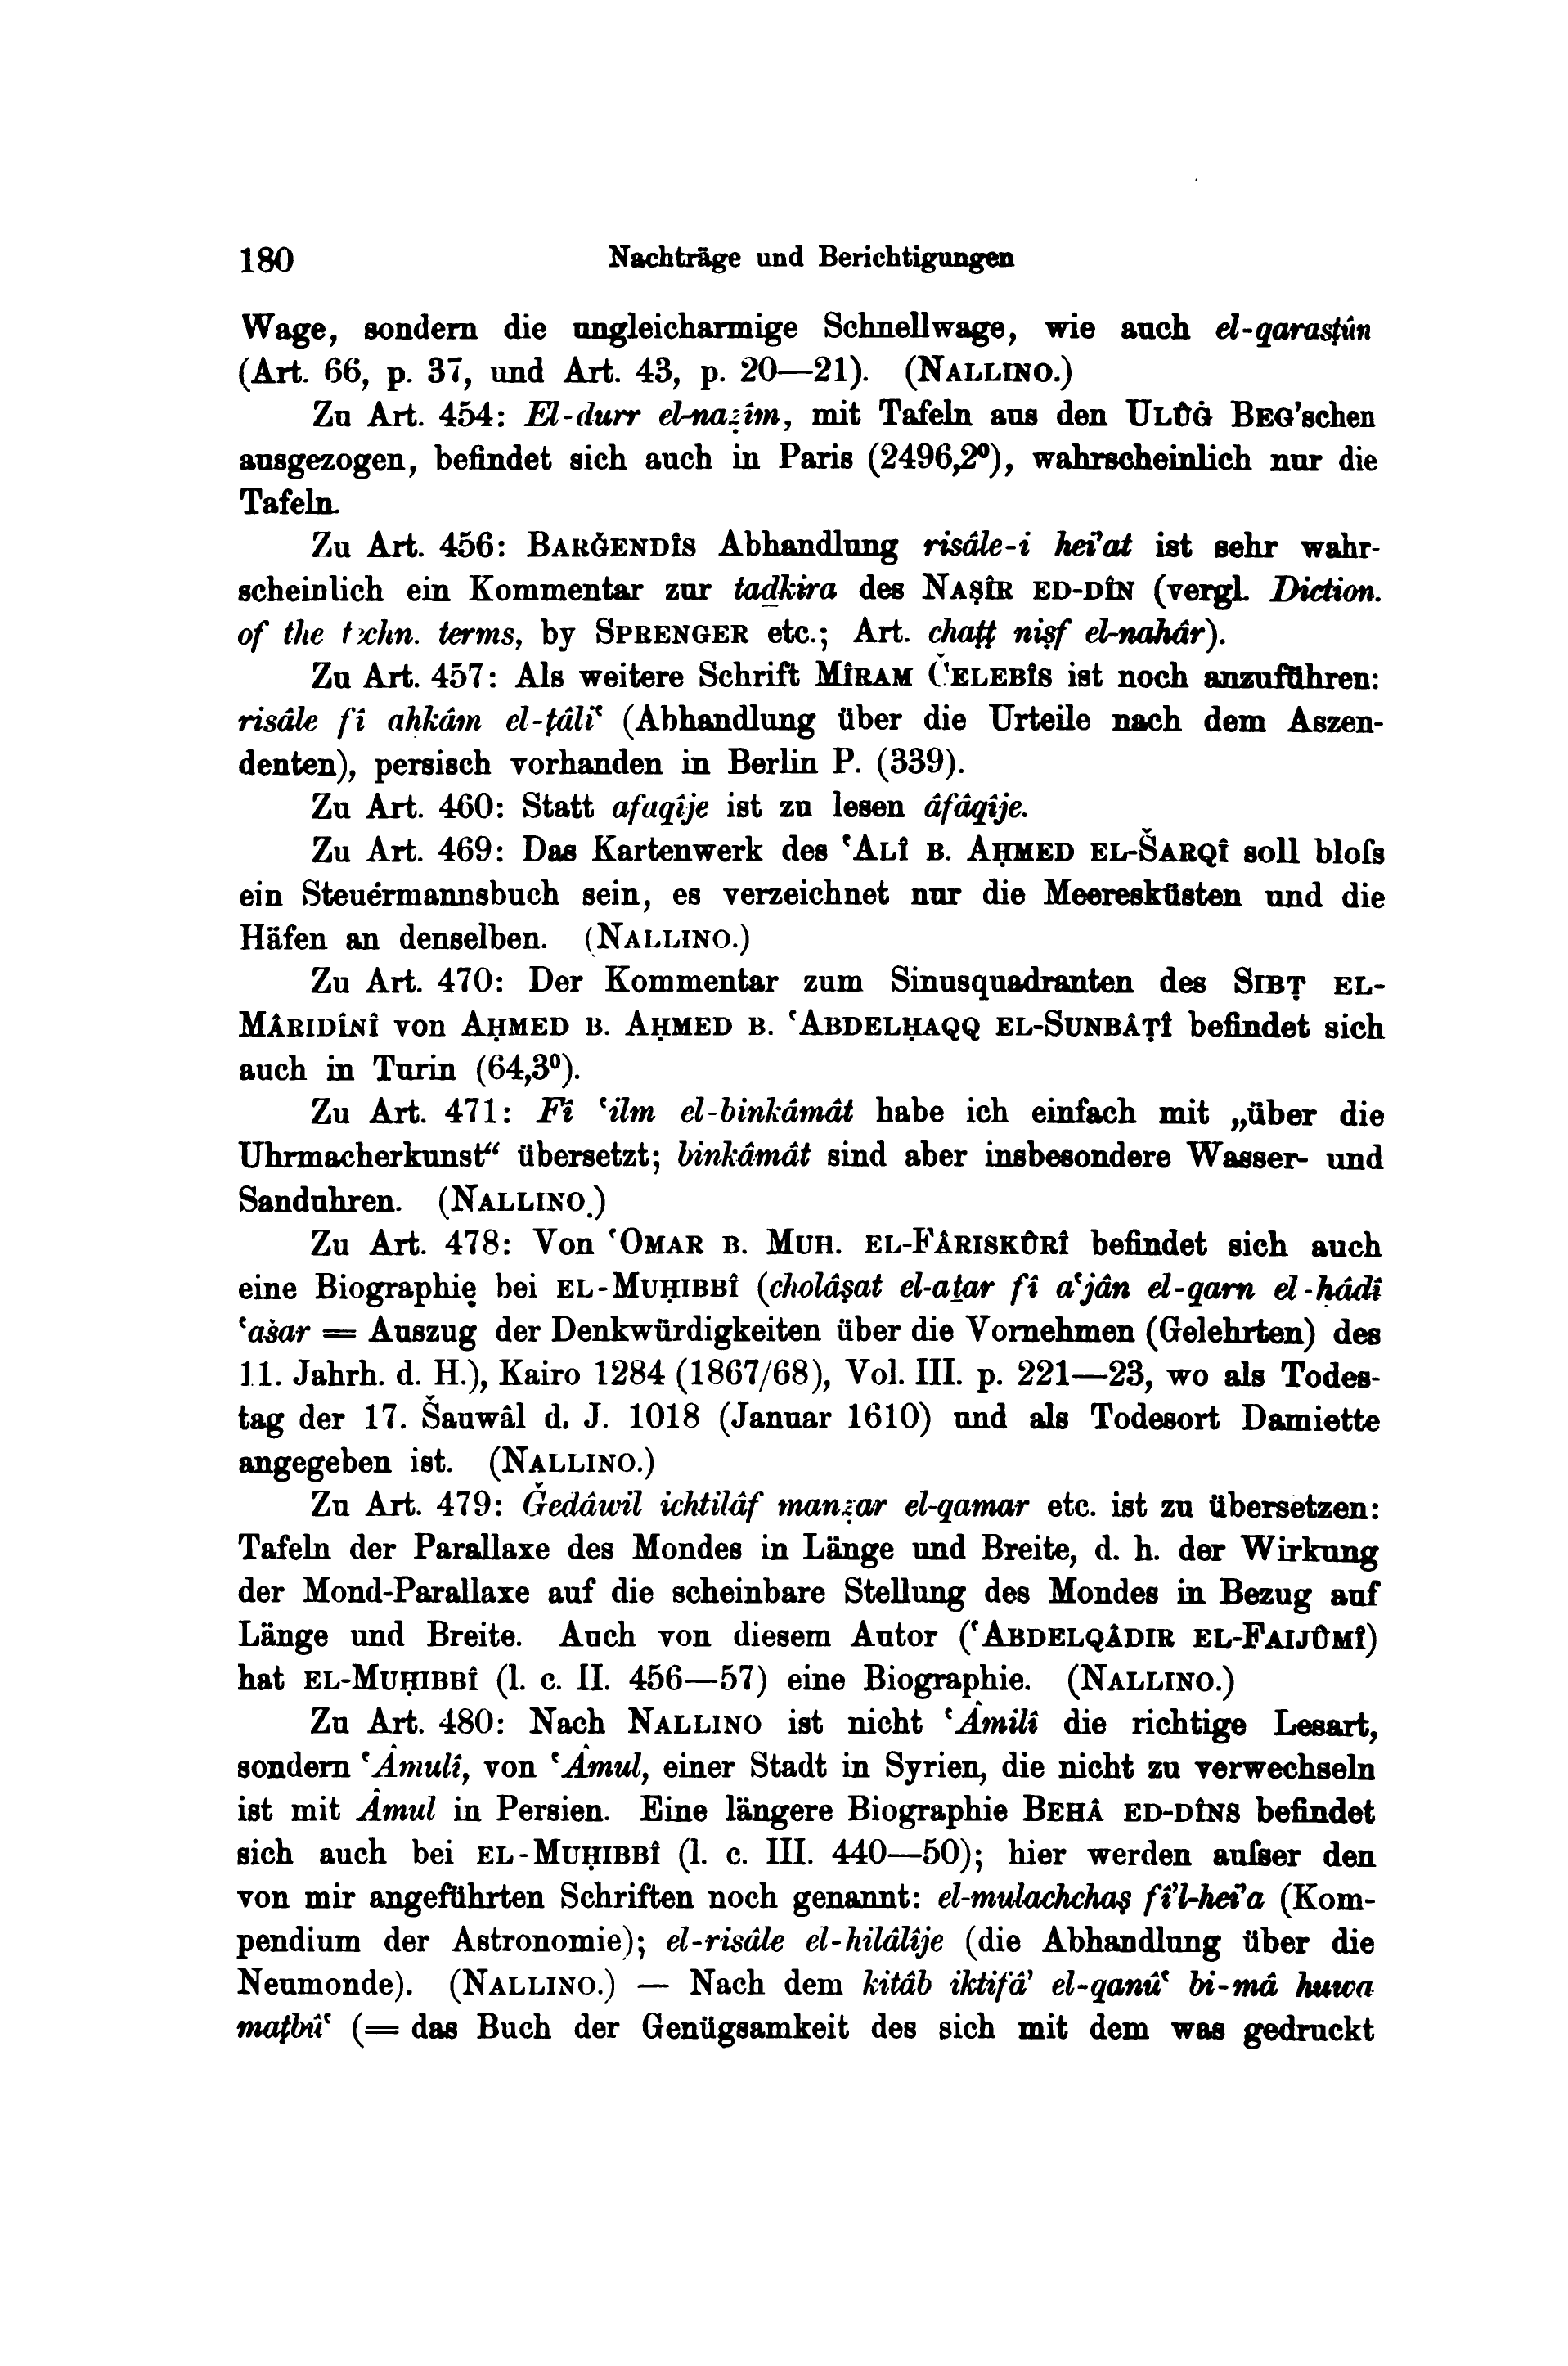 180 Nachträge und Berichtigungen
Wage, sondern die ungleicharmige Schnellwage, wie auch el-qarasṭûn
(Art. 66, p. 37, und Art. 43, p. 20—21). (NALLINO.)
Zu Art. 454: El-durr el-naẓîm, mit Tafeln aus den ULÛĠ BEG'schen
ausgezogen, befindet sich auch in Paris (2496,2⁰), wahrscheinlich nur die
Tafeln.
Zu Art. 456: BARĞENDÎS Abhandlung risâle-i hei'at ist sehr wahr-
scheinlich ein Kommentar zur taḏkira des NAṢÎR ED-DÎN (vergl. Diction.
of the techn. terms, by SPRENGER etc.; Art. chaṭṭ niṣf el-nahâr).
Zu Art. 457: Als weitere Schrift MÎRAM ČELEBÎS ist noch anzuführen:
risâle fî aḥkâm el-ṭâli‘ (Abhandlung über die Urteile nach dem Aszen-
denten), persisch vorhanden in Berlin P. (339).
Zu Art. 460: Statt afaqîje ist zu lesen âfâqîje.
Zu Art. 469: Das Kartenwerk des ‘ALÎ B. AḤMED EL-ŠARQÎ soll bloſs
ein Steuermannsbuch sein, es verzeichnet nur die Meeresküsten und die
Häfen an denselben. (NALLINO.)
Zu Art. 470: Der Kommentar zum Sinusquadranten des SIBṬ EL-
MÂRIDÎNÎ von AḤMED B. AḤMED B. ‘ABDELḤAQQ EL-SUNBÂṬÎ befindet sich
auch in Turin (64,3⁰).
Zu Art. 471: Fî ‘ilm el-binkâmât habe ich einfach mit „über die
Uhrmacherkunst“ übersetzt; binkâmât sind aber insbesondere Wasser- und
Sanduhren. (NALLINO.)
Zu Art. 478: Von ‘OMAR B. MUH. EL-FÂRISKÛRÎ befindet sich auch
eine Biographie bei EL-MUḤIBBÎ (cholâṣat el-aṯar fî a‘jân el-qarn el-ḥâdî
‘ašar = Auszug der Denkwürdigkeiten über die Vornehmen (Gelehrten) des
11. Jahrh. d. H.), Kairo 1284 (1867/68), Vol. III. p. 221—23, wo als Todes-
tag der 17. Šauwâl d. J. 1018 (Januar 1610) und als Todesort Damiette
angegeben ist. (NALLINO.)
Zu Art. 479: Ǧedâwil ichtilâf manẓar el-qamar etc. ist zu übersetzen:
Tafeln der Parallaxe des Mondes in Länge und Breite, d. h. der Wirkung
der Mond-Parallaxe auf die scheinbare Stellung des Mondes in Bezug auf
Länge und Breite. Auch von diesem Autor (‘ABDELQÂDIR EL-FAIJÛMÎ)
hat EL-MUḤIBBÎ (l. c. II. 456—57) eine Biographie. (NALLINO.)
Zu Art. 480: Nach NALLINO ist nicht ‘Âmilî die richtige Lesart,
sondern ‘Âmulî, von ‘Âmul, einer Stadt in Syrien, die nicht zu verwechseln
ist mit Âmul in Persien. Eine längere Biographie BEHÂ ED-DÎNS befindet
sich auch bei EL-MUḤIBBÎ (l. c. III. 440—50); hier werden auſser den
von mir angeführten Schriften noch genannt: el-mulachchaṣ fî'l-hei'a (Kom-
pendium der Astronomie); el-risâle el-hilâlîje (die Abhandlung über die
Neumonde). (NALLINO.) — Nach dem kitâb iktifâ' el-qanû‘ bi-mâ huwa
maṭbû‘ (= das Buch der Genügsamkeit des sich mit dem was gedruckt